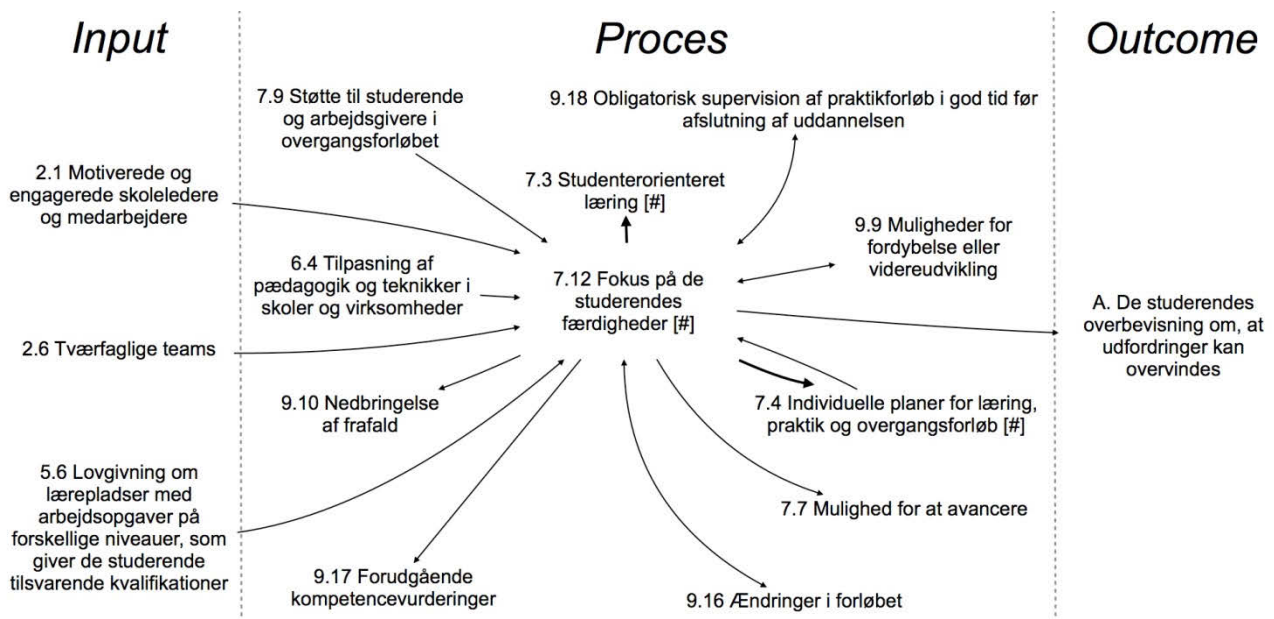 Input
Proces
Outcome
7.9 Støtte til studerende
og arbejdsgivere i
overgangsforløbet
9.18 Obligatorisk supervision af praktikforløb i god tid før
afslutning af uddannelsen
2.1 Motiverede og
engagerede skoleledere
og medarbejdere
7.3 Studenterorienteret
læring [#]
9.9 Muligheder for
fordybelse eller
videreudvikling
6.4 Tilpasning af
pædagogik og teknikker i
skoler og virksomheder
7.12 Fokus på de
studerendes
færdigheder [#]
A. De studerendes
overbevisning om, at
udfordringer kan
overvindes
2.6 Tværfaglige teams
9.10 Nedbringelse
af frafald
7.4 Individuelle planer for læring,
praktik og overgangsforløb [#]
5.6 Lovgivning om
lærepladser med
arbejdsopgaver på
forskellige niveauer, som
giver de studerende
tilsvarende kvalifikationer
7.7 Mulighed for at avancere
9.17 Forudgående
kompetencevurderinger
9.16 Ændringer i forløbet